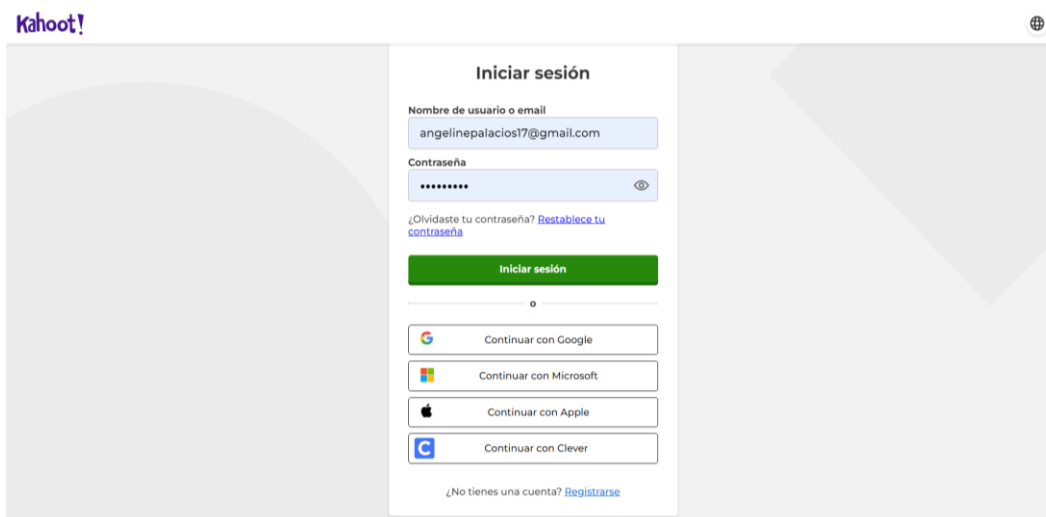 Kahoot!
Iniciar sesión
Nombre de usuario o email
angelinepalacios17@gmail.com
Contraseña
•••••••••
¿Olvidaste tu contraseña? Restablece tu
contraseña
Iniciar sesión
o
Continuar con Google
Continuar con Microsoft
Continuar con Apple
C Continuar con Clever
¿No tienes una cuenta? Registrarse